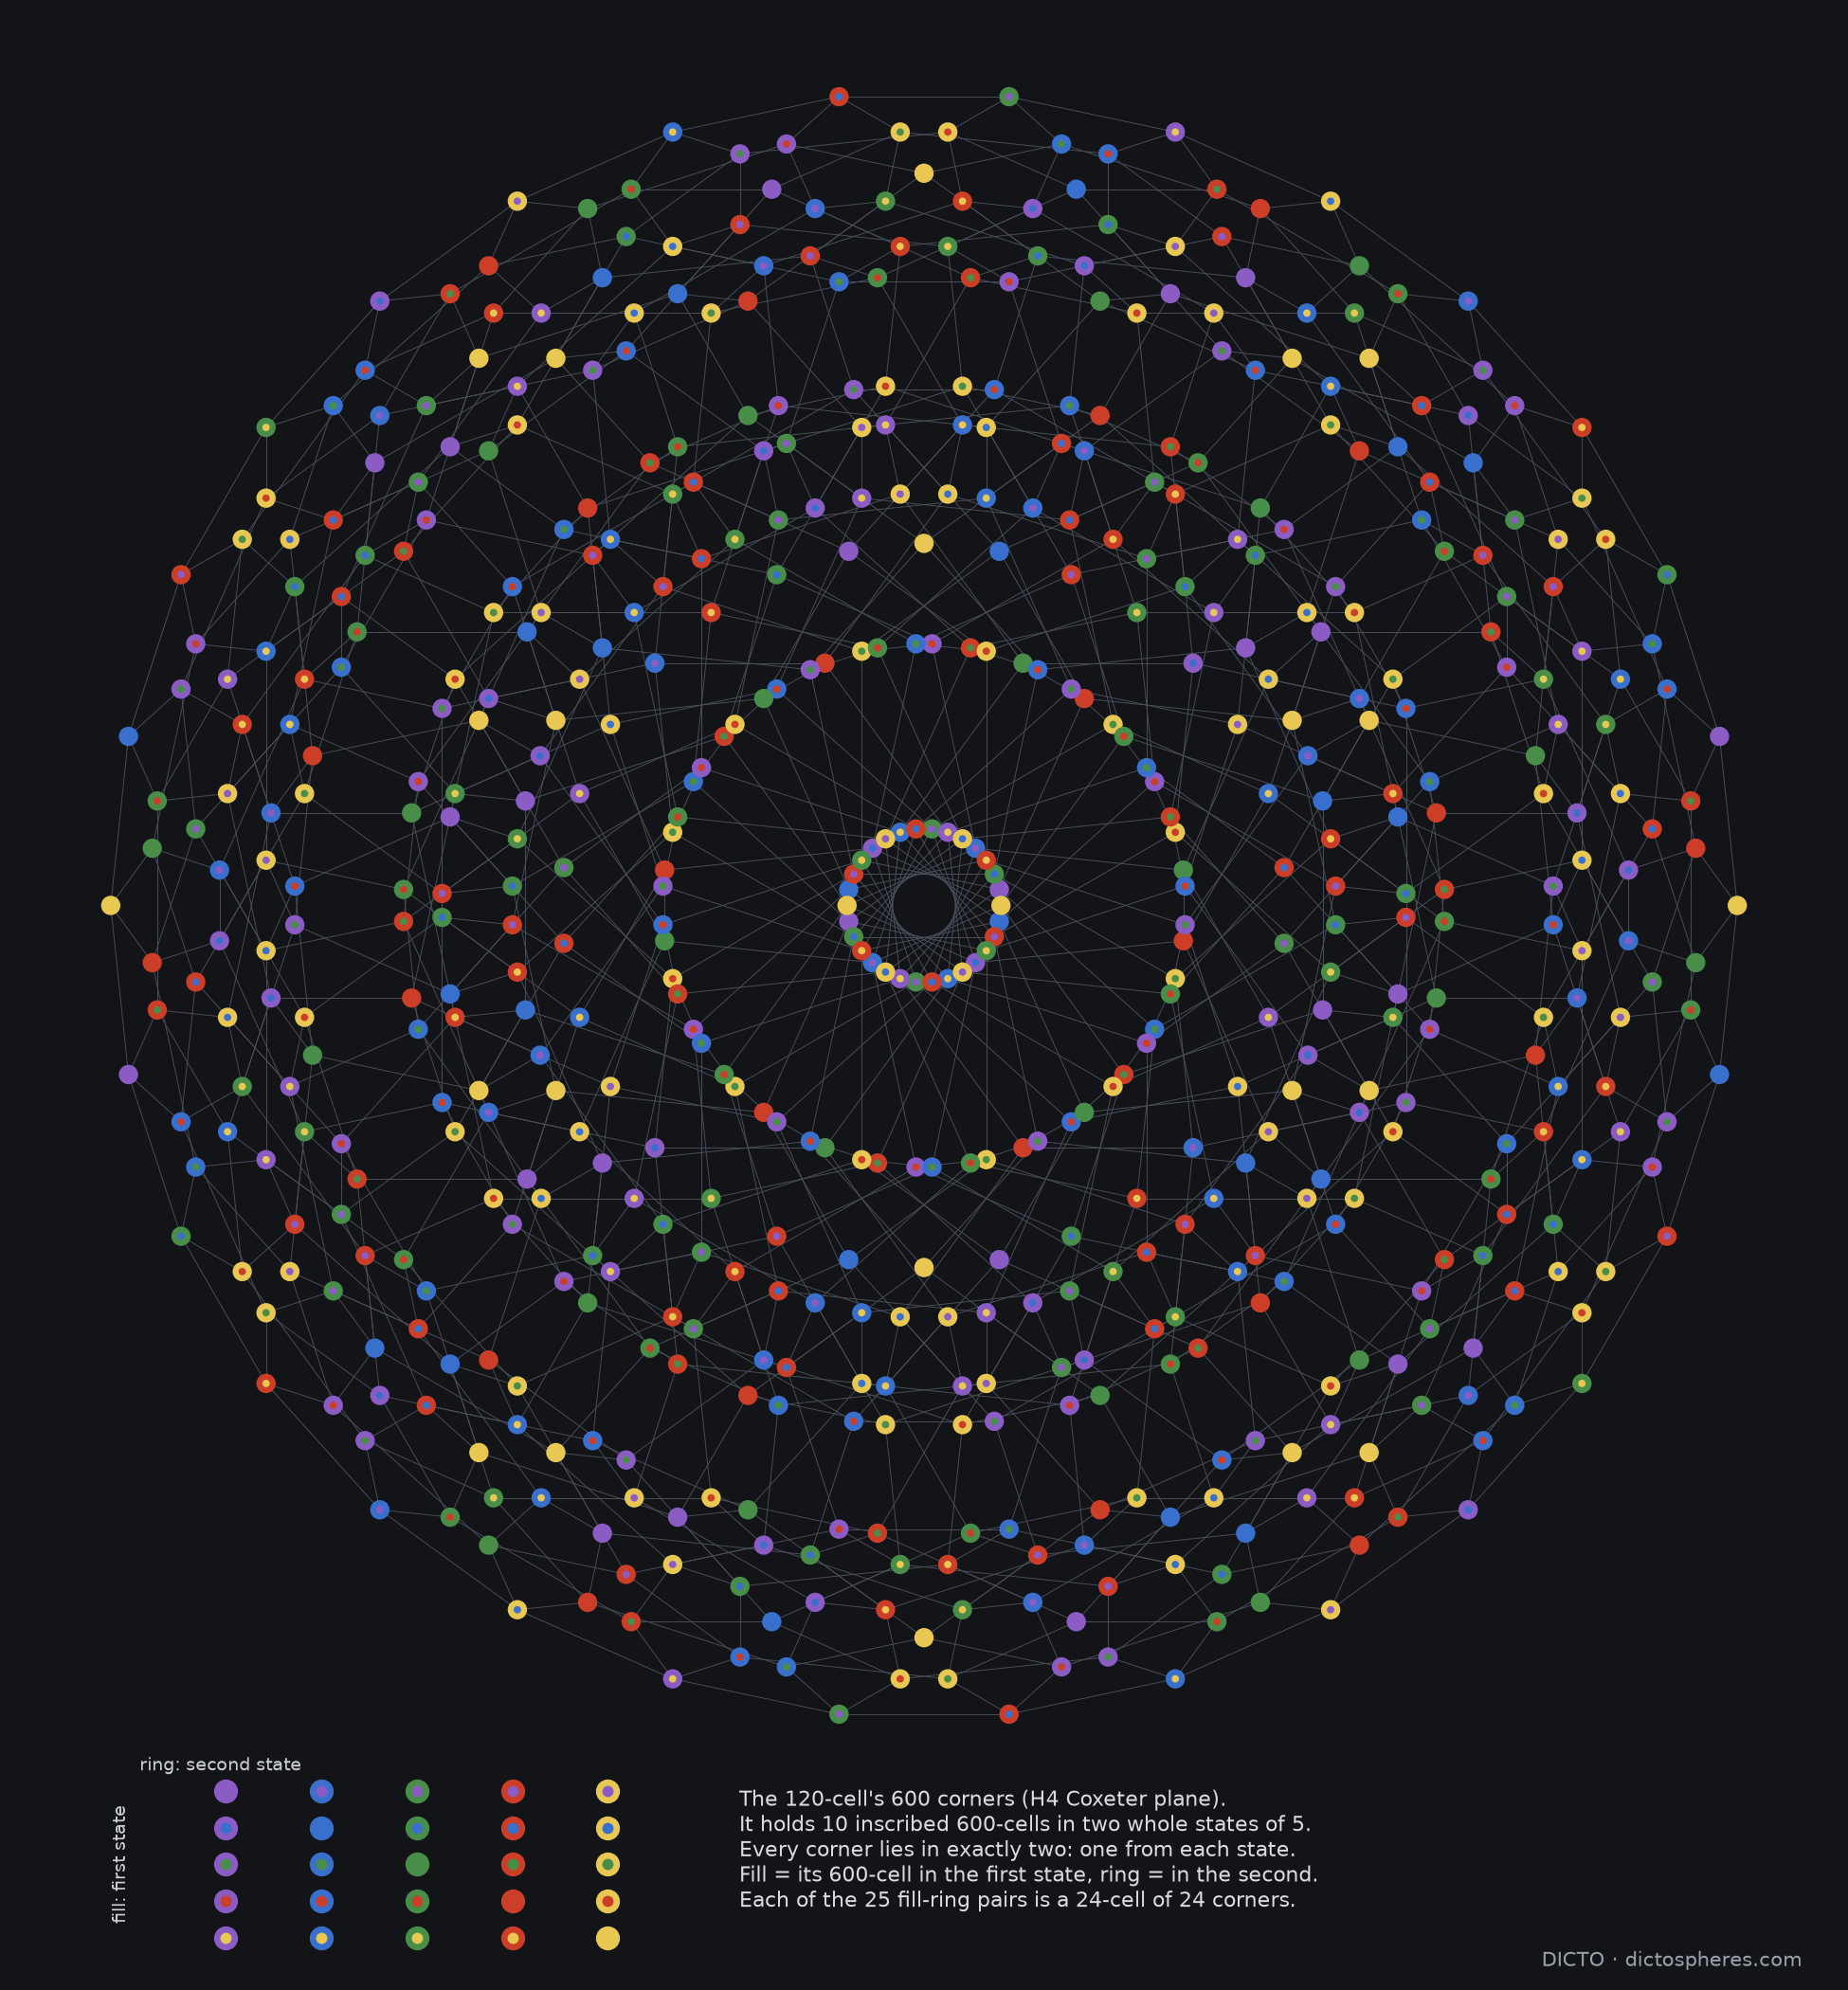 ring: second state
fill: first state
The 120-cell's 600 corners (H4 Coxeter plane).
It holds 10 inscribed 600-cells in two whole states of 5.
Every corner lies in exactly two: one from each state.
Fill = its 600-cell in the first state, ring = in the second.
Each of the 25 fill-ring pairs is a 24-cell of 24 corners.
DICTO · dictospheres.com